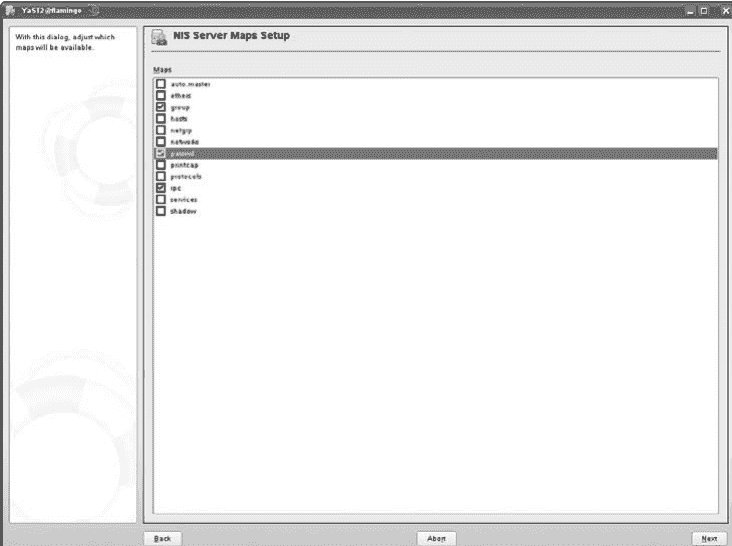 YaST2@flamingo
With this dialog, adjust which
maps will be available.
NIS Server Maps Setup
Maps
auto.master
ethers
group
hosts
netgrp
networks
passwd
printcap
protocols
rpc
services
shadow
Back
Abort
Next